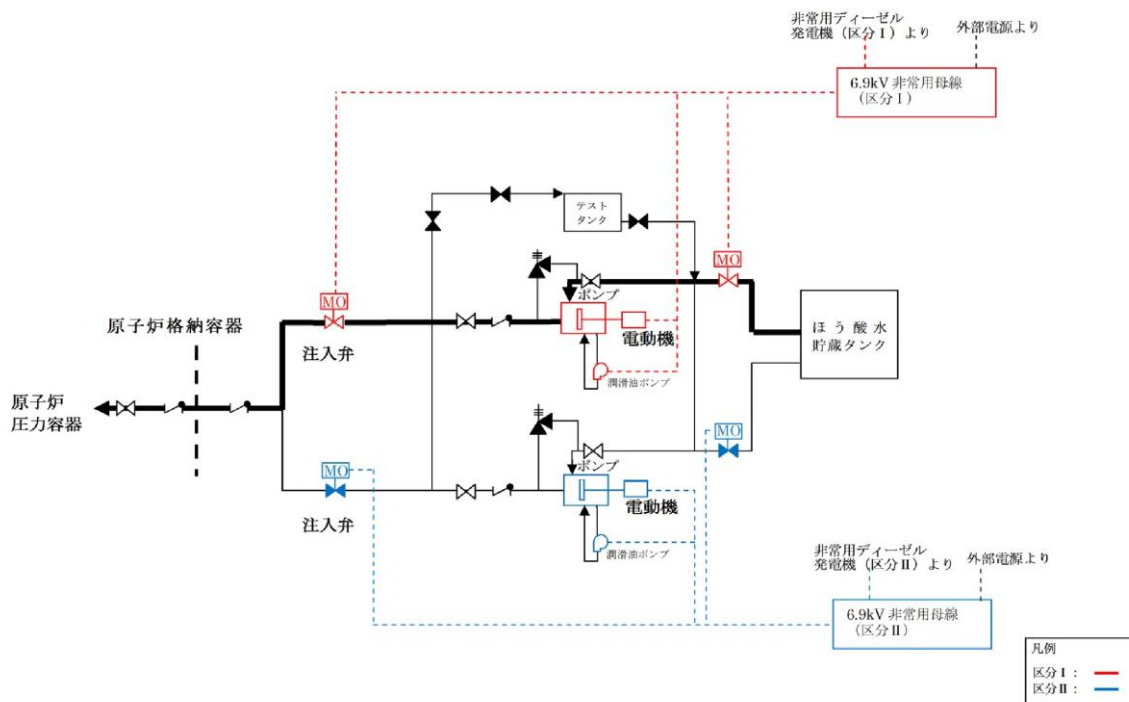 非常用ディーゼル
発電機(区分Ⅰ)より
外部電源より
6.9kV 非常用母線
(区分Ⅰ)
テスト
タンク
MO
MO
ポンプ
原子炉格納容器
注入弁
電動機
ほう酸水
貯蔵タンク
潤滑油ポンプ
原子炉
圧力容器
MO
MO
ポンプ
注入弁
電動機
潤滑油ポンプ
非常用ディーゼル
発電機(区分Ⅱ)より
外部電源より
6.9kV 非常用母線
(区分Ⅱ)
凡例
区分Ⅰ:
区分Ⅱ: